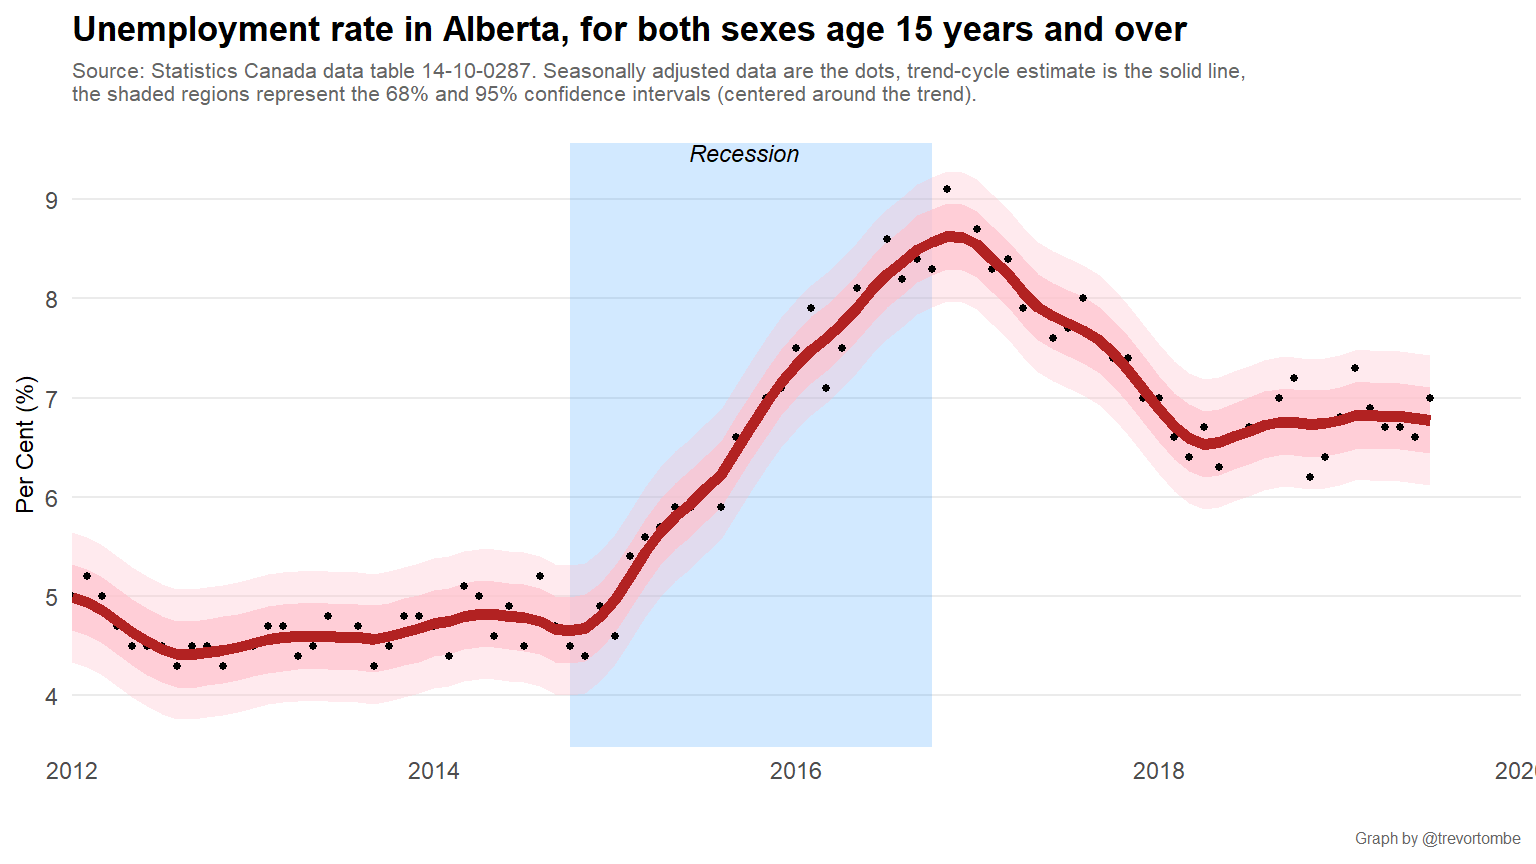 Unemployment rate in Alberta, for both sexes age 15 years and over
Source: Statistics Canada data table 14-10-0287. Seasonally adjusted data are the dots, trend-cycle estimate is the solid line,
the shaded regions represent the 68% and 95% confidence intervals (centered around the trend).
Recession
9
8
7
6
5
4
Per Cent (%)
2012
2014
2016
2018
Graph by @trevortombe